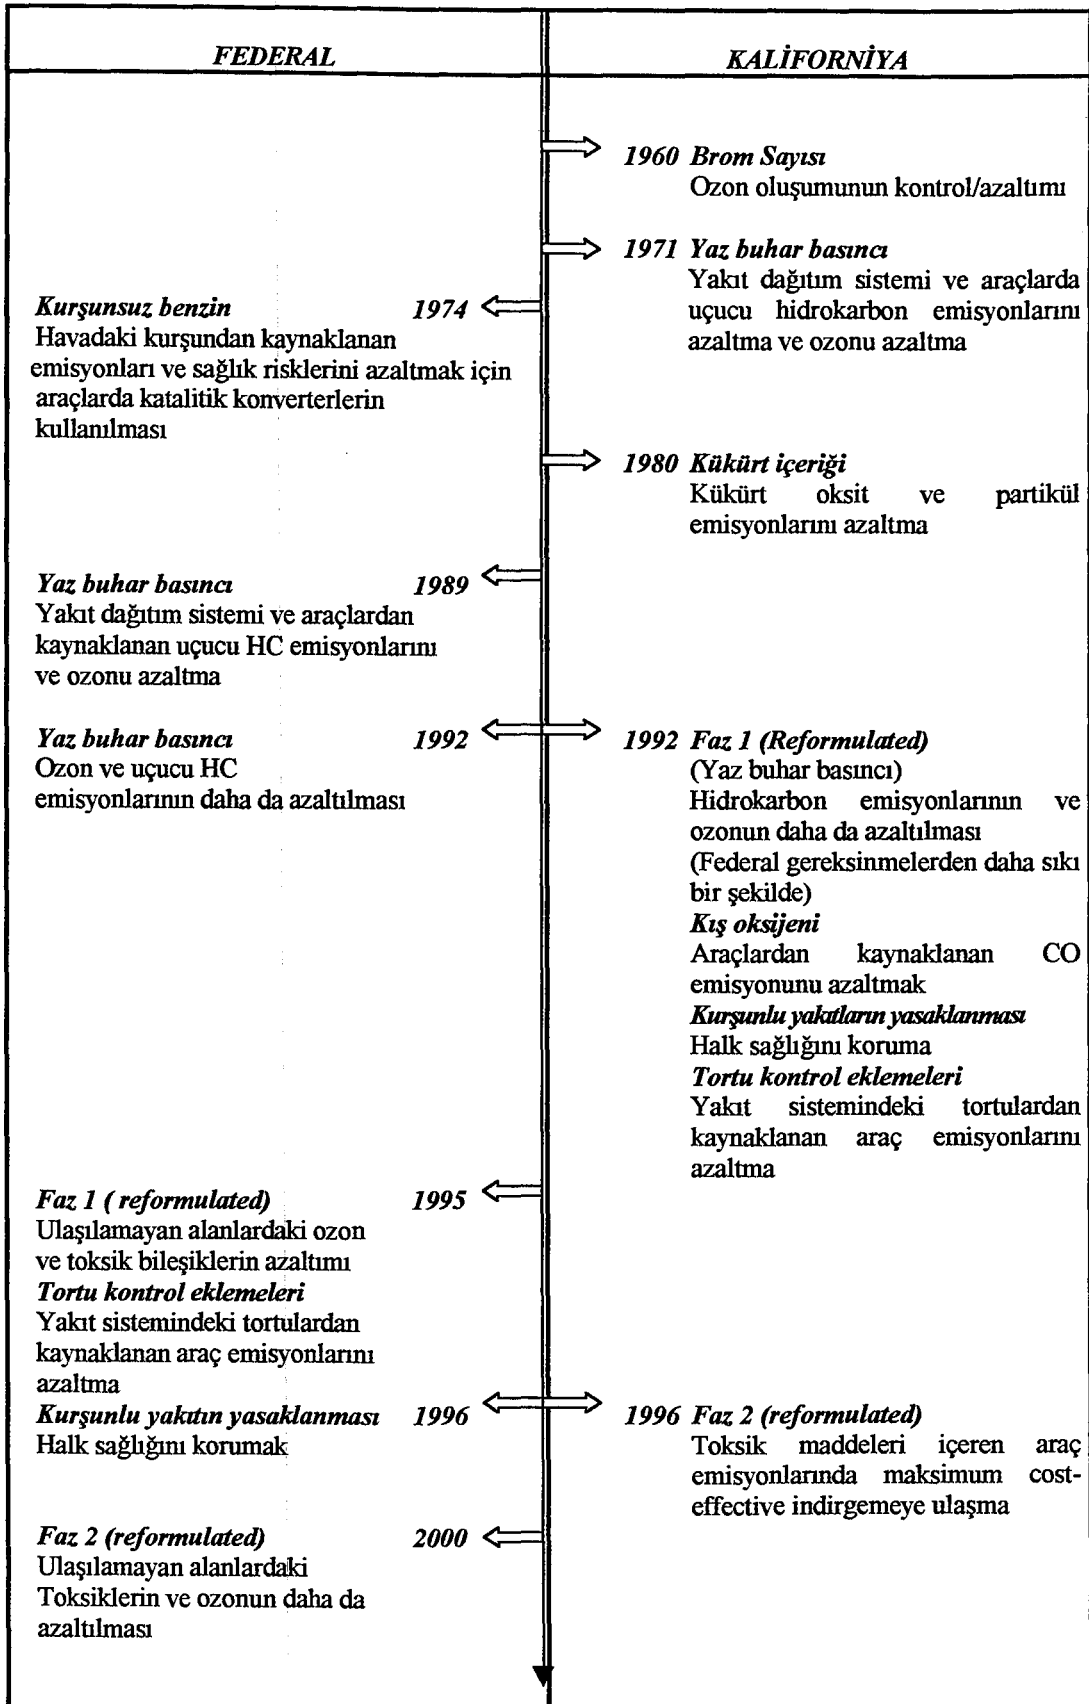 FEDERAL
KALİFORNİYA
1960 Brom Sayısı
Ozon oluşumunun kontrol/azaltımı
1971 Yaz buhar basıncı
Yakıt dağıtım sistemi ve araçlarda
uçucu hidrokarbon emisyonlarını
azaltma ve ozonu azaltma
Kurşunsuz benzin 1974
Havadaki kurşundan kaynaklanan
emisyonları ve sağlık risklerini azaltmak için
araçlarda katalitik konverterlerin
kullanılması
1980 Kükürt içeriği
Kükürt oksit ve partikül
emisyonlarını azaltma
Yaz buhar basıncı 1989
Yakıt dağıtım sistemi ve araçlardan
kaynaklanan uçucu HC emisyonlarını
ve ozonu azaltma
Yaz buhar basıncı 1992
Ozon ve uçucu HC
emisyonlarının daha da azaltılması
1992 Faz 1 (Reformulated)
(Yaz buhar basıncı)
Hidrokarbon emisyonlarının ve
ozonun daha da azaltılması
(Federal gereksinmelerden daha sıkı
bir şekilde)
Kış oksijeni
Araçlardan kaynaklanan CO
emisyonunu azaltmak
Kurşunlu yakıtların yasaklanması
Halk sağlığını koruma
Tortu kontrol eklemeleri
Yakıt sistemindeki tortulardan
kaynaklanan araç emisyonlarını
azaltma
Faz 1 ( reformulated) 1995
Ulaşılamayan alanlardaki ozon
ve toksik bileşiklerin azaltımı
Tortu kontrol eklemeleri
Yakıt sistemindeki tortulardan
kaynaklanan araç emisyonlarını
azaltma
Kurşunlu yakıtın yasaklanması 1996
Halk sağlığını korumak
1996 Faz 2 (reformulated)
Toksik maddeleri içeren araç
emisyonlarında maksimum cost-
effective indirgemeye ulaşma
Faz 2 (reformulated) 2000
Ulaşılamayan alanlardaki
Toksiklerin ve ozonun daha da
azaltılması